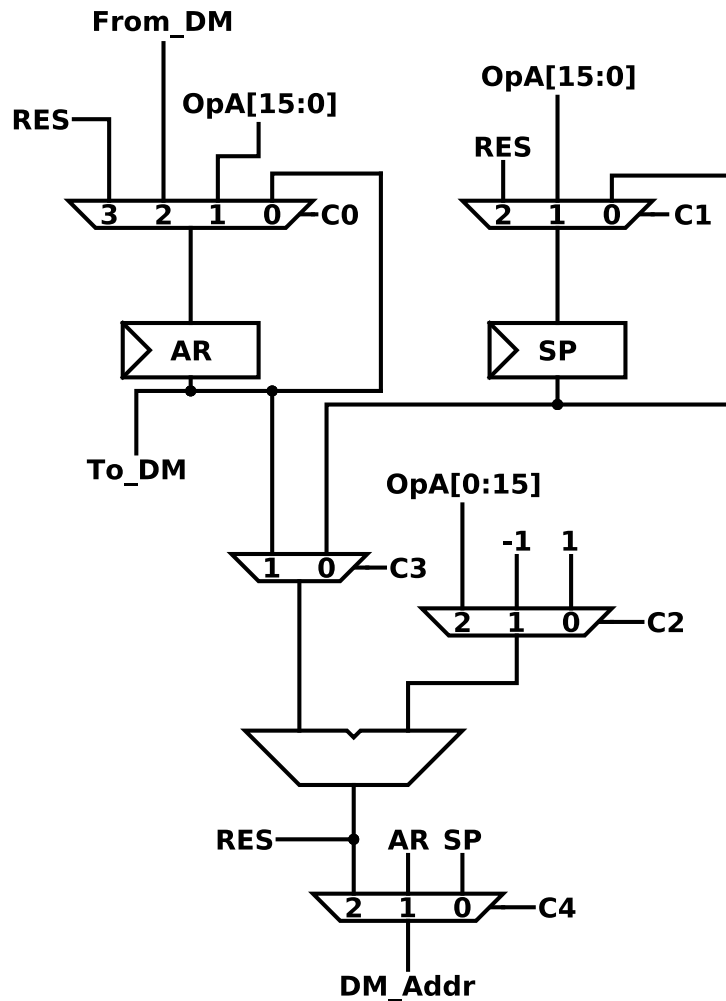 From_DM
OpA[15:0]
OpA[15:0]
RES
RES
3 2 1 0
C0
2 1 0
C1
AR
SP
To_DM
OpA[0:15]
-1 1
1 0
C3
2 1 0
C2
RES
AR SP
2 1 0
C4
DM_Addr